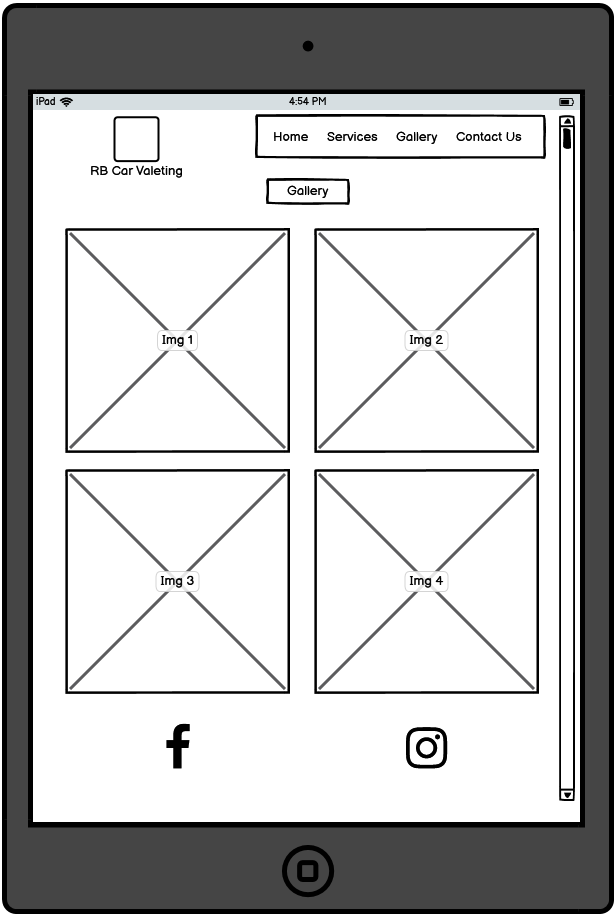 iPad 4:54 PM
Home Services Gallery Contact Us
RB Car Valeting
Gallery
Img 1 Img 2
Img 3 Img 4